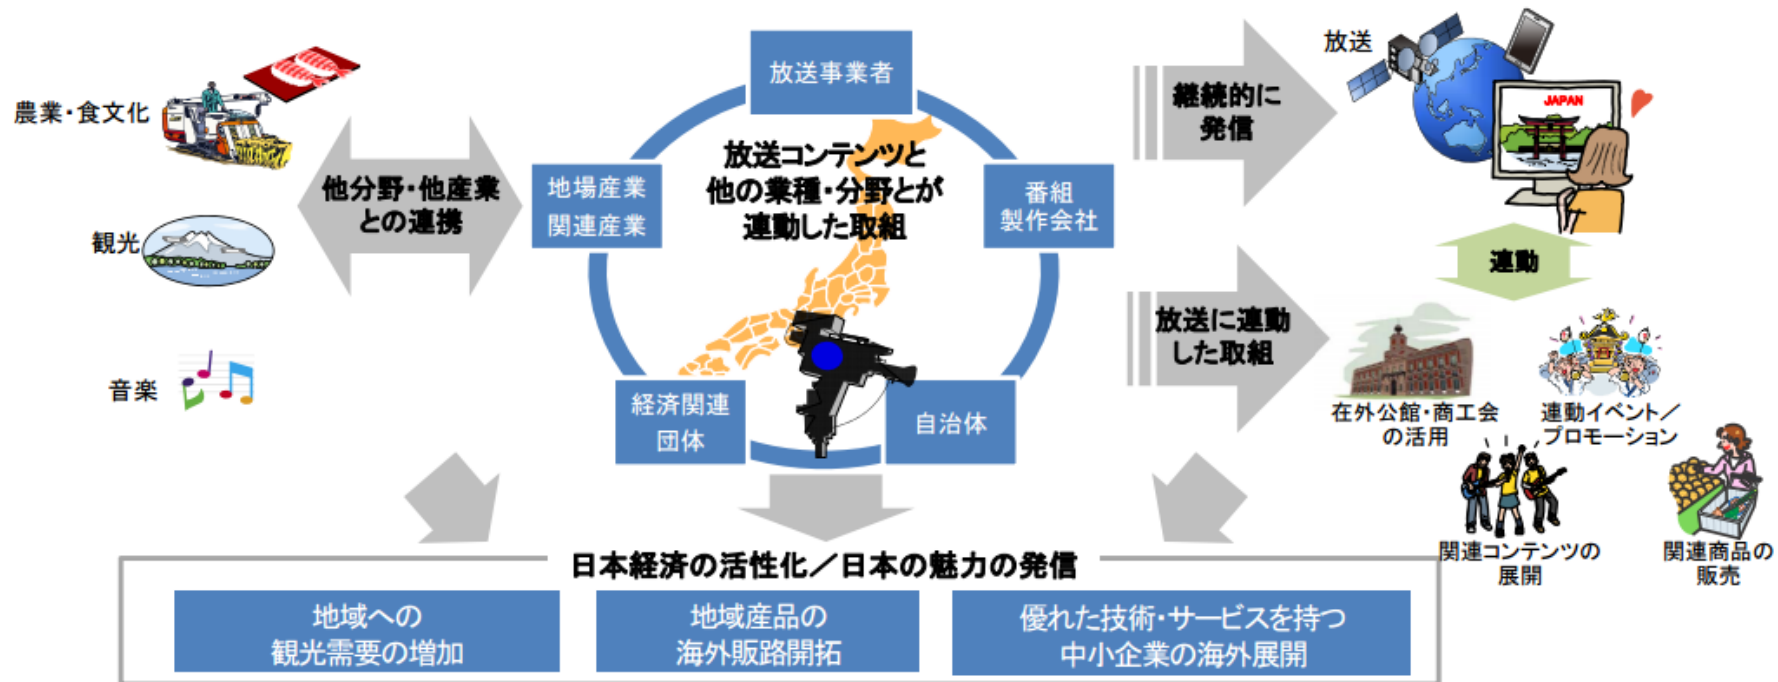 農業・食文化
観光
音楽
他分野・他産業
との連携
放送事業者
地場産業
関連産業
放送コンテンツと
他の業種・分野とが
連動した取組
番組
製作会社
経済関連
団体
自治体
継続的に
発信
放送に連動
した取組
放送
JAPAN
連動
在外公館・商工会
の活用
連動イベント／
プロモーション
関連コンテンツの
展開
関連商品の
販売
日本経済の活性化／日本の魅力の発信
地域への
観光需要の増加
地域産品の
海外販路開拓
優れた技術・サービスを持つ
中小企業の海外展開